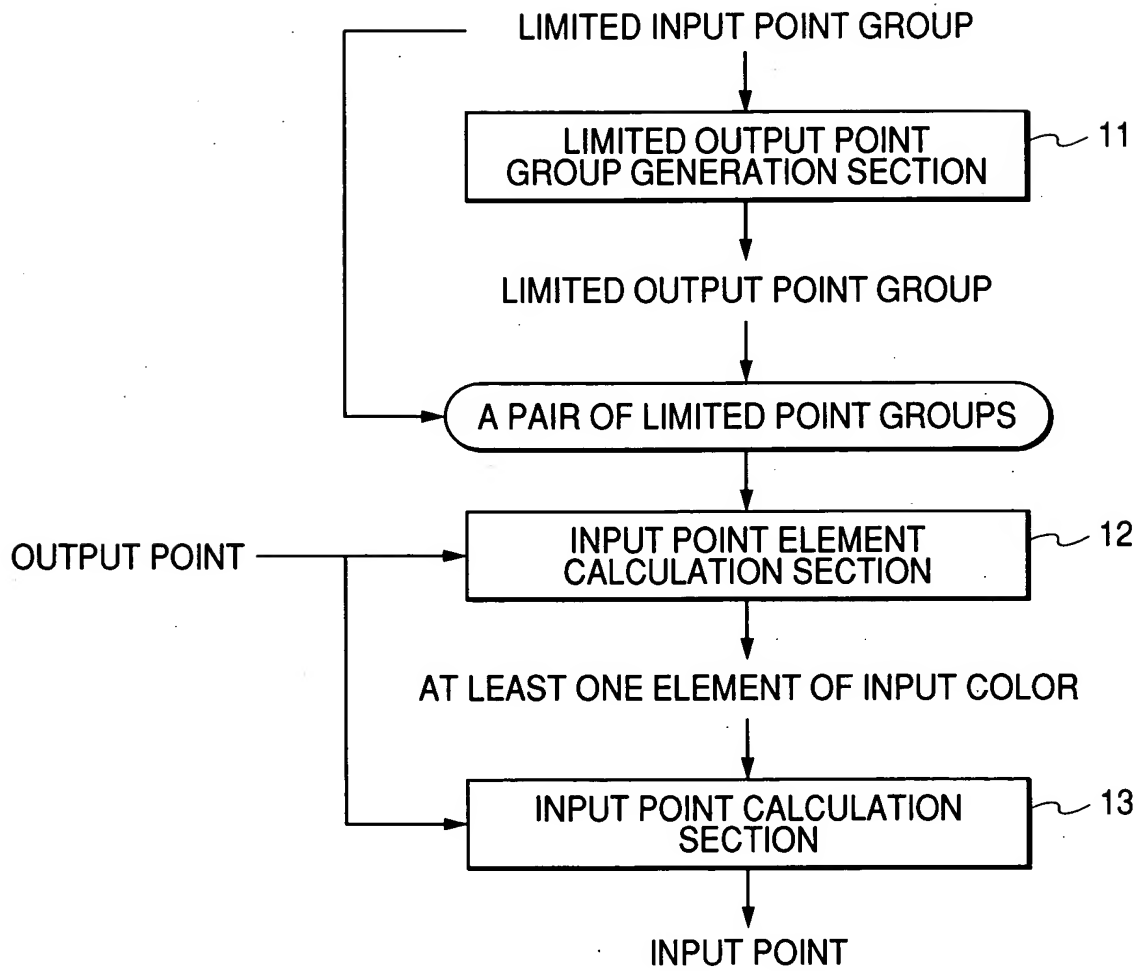 LIMITED INPUT POINT GROUP
LIMITED OUTPUT POINT
GROUP GENERATION SECTION
11
LIMITED OUTPUT POINT GROUP
A PAIR OF LIMITED POINT GROUPS
OUTPUT POINT
INPUT POINT ELEMENT
CALCULATION SECTION
12
AT LEAST ONE ELEMENT OF INPUT COLOR
INPUT POINT CALCULATION
SECTION
13
INPUT POINT